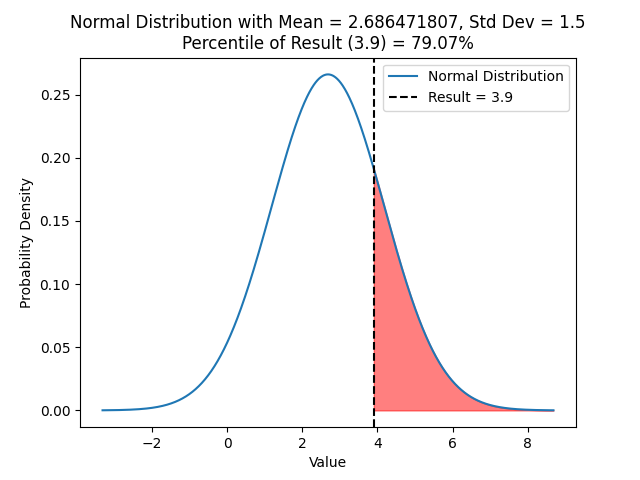 Normal Distribution with Mean = 2.686471807, Std Dev = 1.5
Percentile of Result (3.9) = 79.07%
Normal Distribution
Result = 3.9
Probability Density
0.25
0.20
0.15
0.10
0.05
0.00
−2 0 2 4 6 8
Value